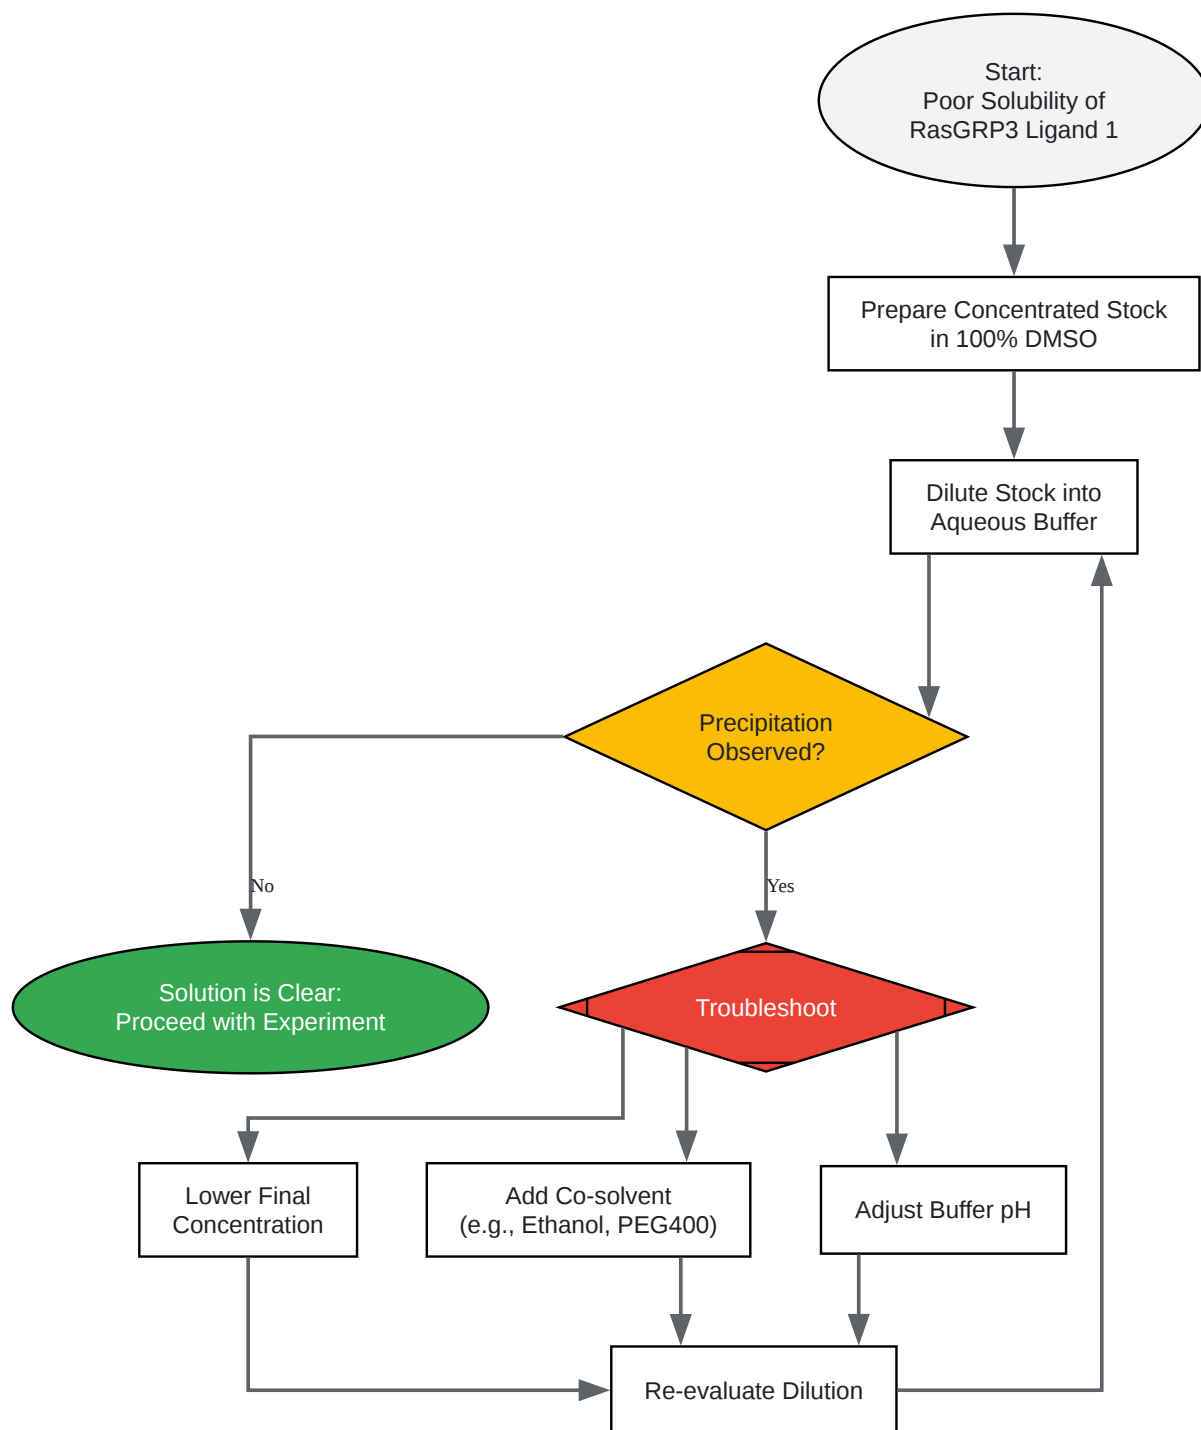 Start:
Poor Solubility of
RasGRP3 Ligand 1
Prepare Concentrated Stock
in 100% DMSO
Dilute Stock into
Aqueous Buffer
Precipitation
Observed?
No
Yes
Solution is Clear:
Proceed with Experiment
Troubleshoot
Lower Final
Concentration
Add Co-solvent
(e.g., Ethanol, PEG400)
Adjust Buffer pH
Re-evaluate Dilution